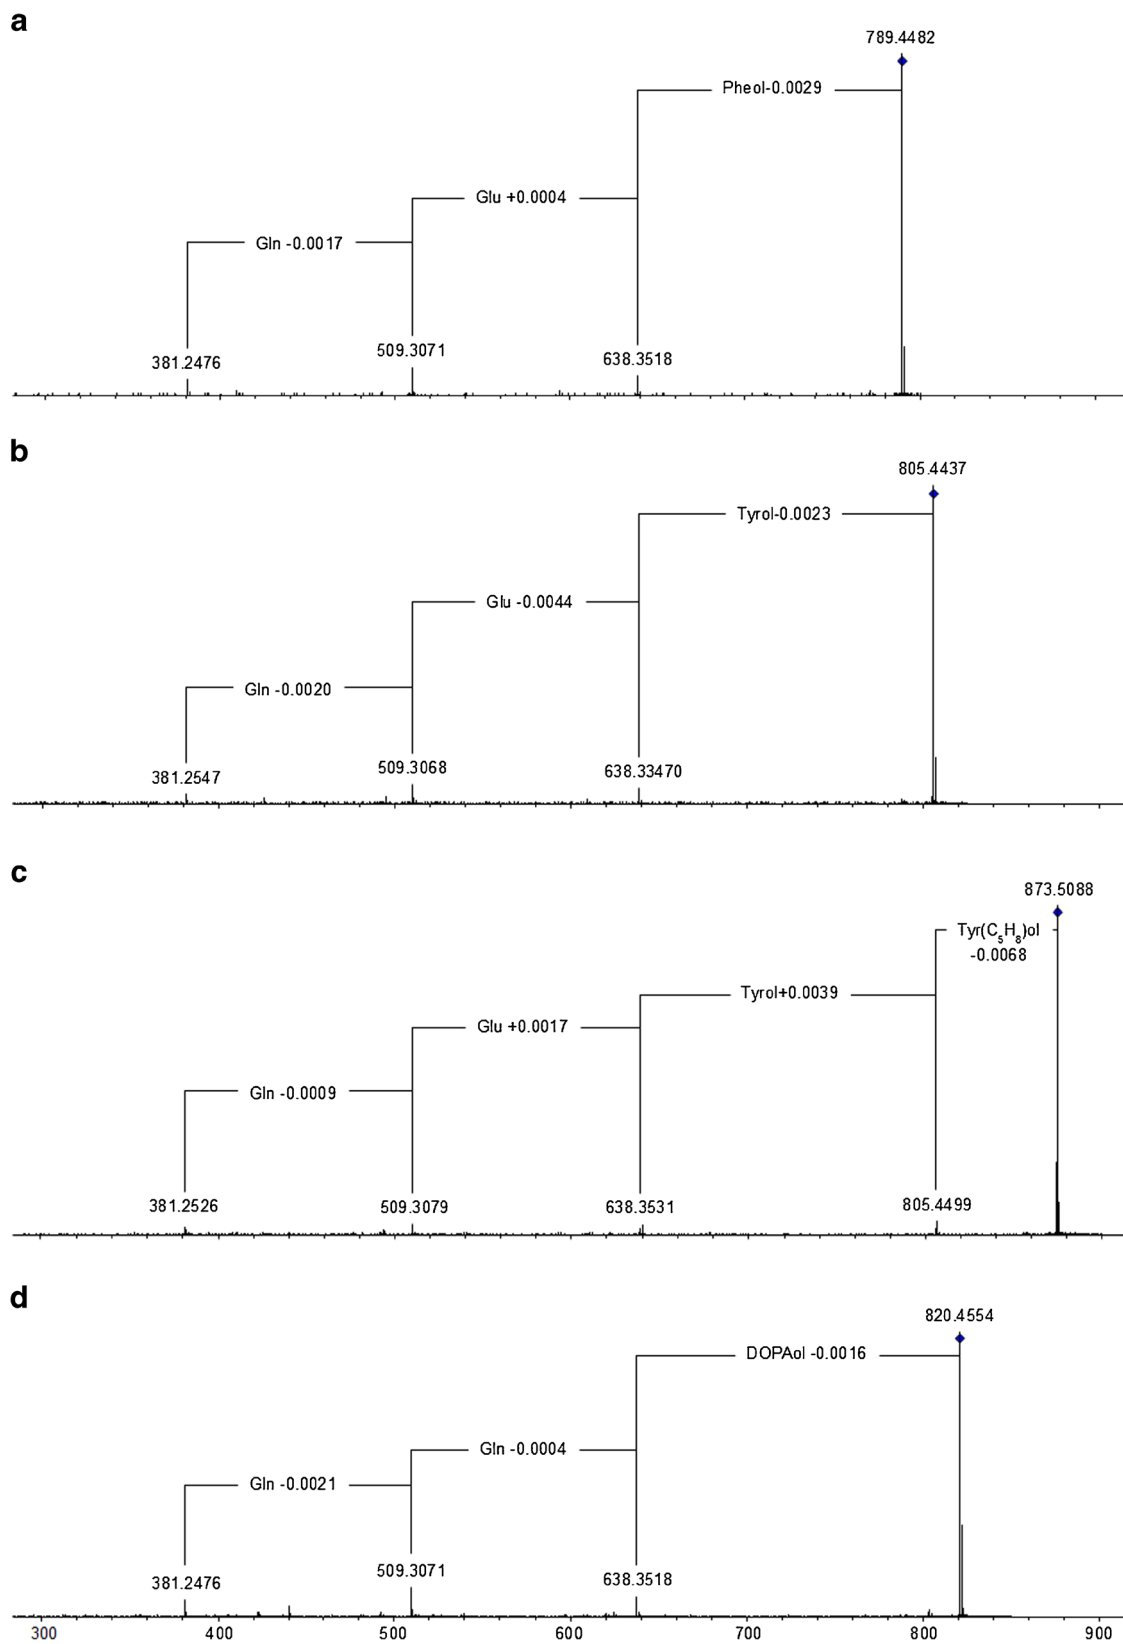 a
789.4482
Pheol-0.0029
Glu +0.0004
Gln -0.0017
381.2476
509.3071
638.3518
b
805.4437
Tyrol-0.0023
Glu -0.0044
Gln -0.0020
381.2547
509.3068
638.33470
c
873.5088
Tyr(C₅H₈)ol
-0.0068
Tyrol+0.0039
Glu +0.0017
Gln -0.0009
381.2526
509.3079
638.3531
805.4499
d
820.4554
DOPAol -0.0016
Gln -0.0004
Gln -0.0021
381.2476
509.3071
638.3518
300 400 500 600 700 800 900